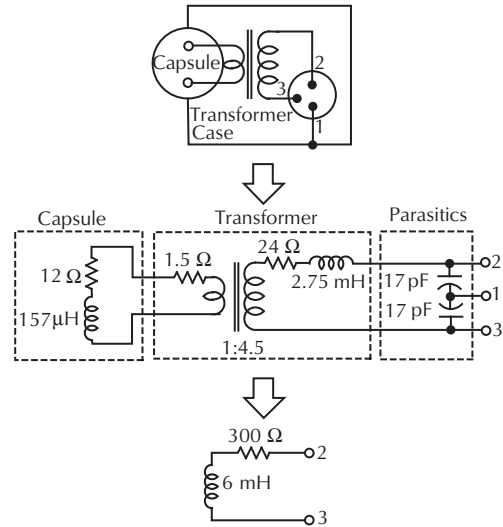 Capsule
2
3
Transformer
1
Case
Capsule
Transformer
Parasitics
12 Ω
157μH
1.5 Ω
24 Ω
2.75 mH
1:4.5
17 pF
17 pF
2
1
3
300 Ω
2
6 mH
3